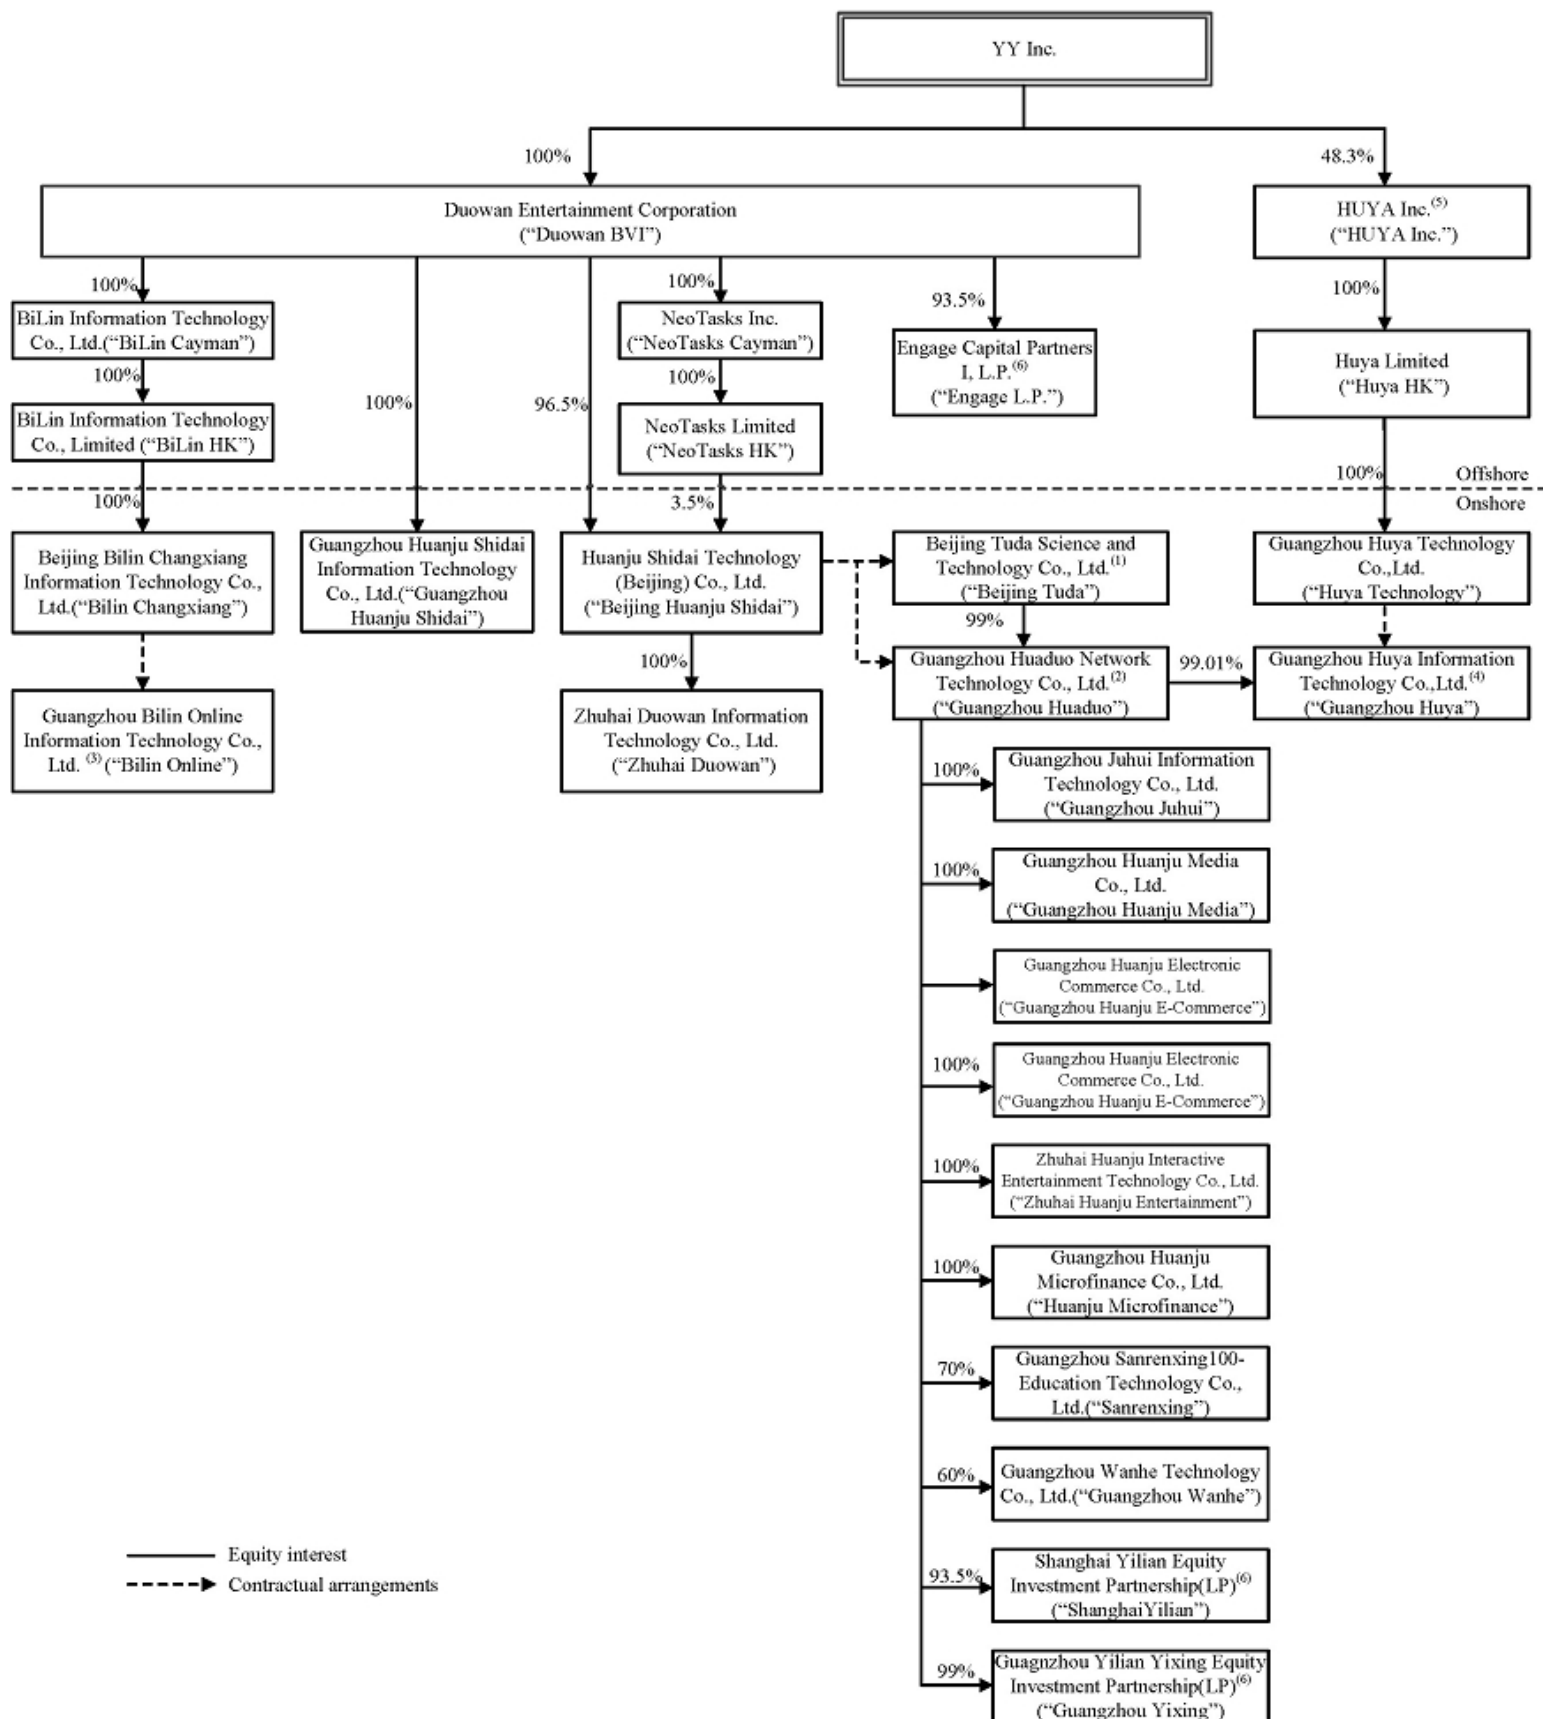 YY Inc.
100%
48.3%
Duowan Entertainment Corporation
(“Duowan BVI”)
HUYA Inc.(5)
(“HUYA Inc.”)
100%
100%
93.5%
100%
BiLin Information Technology
Co., Ltd.(“BiLin Cayman”)
NeoTasks Inc.
(“NeoTasks Cayman”)
Engage Capital Partners
I, L.P.(6)
(“Engage L.P.”)
Huya Limited
(“Huya HK”)
100%
100%
100%
96.5%
BiLin Information Technology
Co., Limited (“BiLin HK”)
NeoTasks Limited
(“NeoTasks HK”)
100%
Offshore
100%
3.5%
Onshore
Beijing Bilin Changxiang
Information Technology Co.,
Ltd.(“Bilin Changxiang”)
Guangzhou Huanju Shidai
Information Technology
Co., Ltd.(“Guangzhou
Huanju Shidai”)
Huanju Shidai Technology
(Beijing) Co., Ltd.
(“Beijing Huanju Shidai”)
Beijing Tuda Science and
Technology Co., Ltd.(1)
(“Beijing Tuda”)
Guangzhou Huya Technology
Co.,Ltd.
(“Huya Technology”)
99%
100%
Guangzhou Huaduo Network
Technology Co., Ltd.(2)
(“Guangzhou Huaduo”)
99.01%
Guangzhou Huya Information
Technology Co.,Ltd.(4)
(“Guangzhou Huya”)
Guangzhou Bilin Online
Information Technology Co.,
Ltd. (3) (“Bilin Online”)
Zhuhai Duowan Information
Technology Co., Ltd.
(“Zhuhai Duowan”)
100%
Guangzhou Juhui Information
Technology Co., Ltd.
(“Guangzhou Juhui”)
100%
Guangzhou Huanju Media
Co., Ltd.
(“Guangzhou Huanju Media”)
Guangzhou Huanju Electronic
Commerce Co., Ltd.
(“Guangzhou Huanju E-Commerce”)
100%
Guangzhou Huanju Electronic
Commerce Co., Ltd.
(“Guangzhou Huanju E-Commerce”)
100%
Zhuhai Huanju Interactive
Entertainment Technology Co., Ltd.
(“Zhuhai Huanju Entertainment”)
100%
Guangzhou Huanju
Microfinance Co., Ltd.
(“Huanju Microfinance”)
70%
Guangzhou Sanrenxing100-
Education Technology Co.,
Ltd.(“Sanrenxing”)
60%
Guangzhou Wanhe Technology
Co., Ltd.(“Guangzhou Wanhe”)
93.5%
Shanghai Yilian Equity
Investment Partnership(LP)(6)
(“ShanghaiYilian”)
99%
Guagnzhou Yilian Yixing Equity
Investment Partnership(LP)(6)
(“Guangzhou Yixing”)
Equity interest
Contractual arrangements